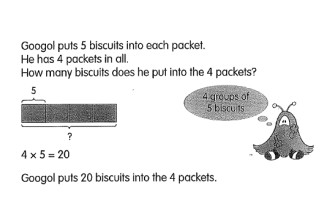 Googol puts 5 biscuits into each packet.
He has 4 packets in all.
How many biscuits does he put into the 4 packets?
5
4 groups of
5 biscuits
?
4 x 5 = 20
Googol puts 20 biscuits into the 4 packets.